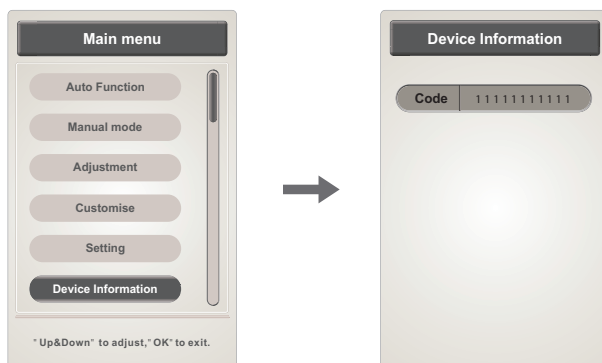 Main menu
Auto Function
Manual mode
Adjustment
Customise
Setting
Device Information
" Up&Down" to adjust," OK" to exit.
Device Information
Code 11111111111